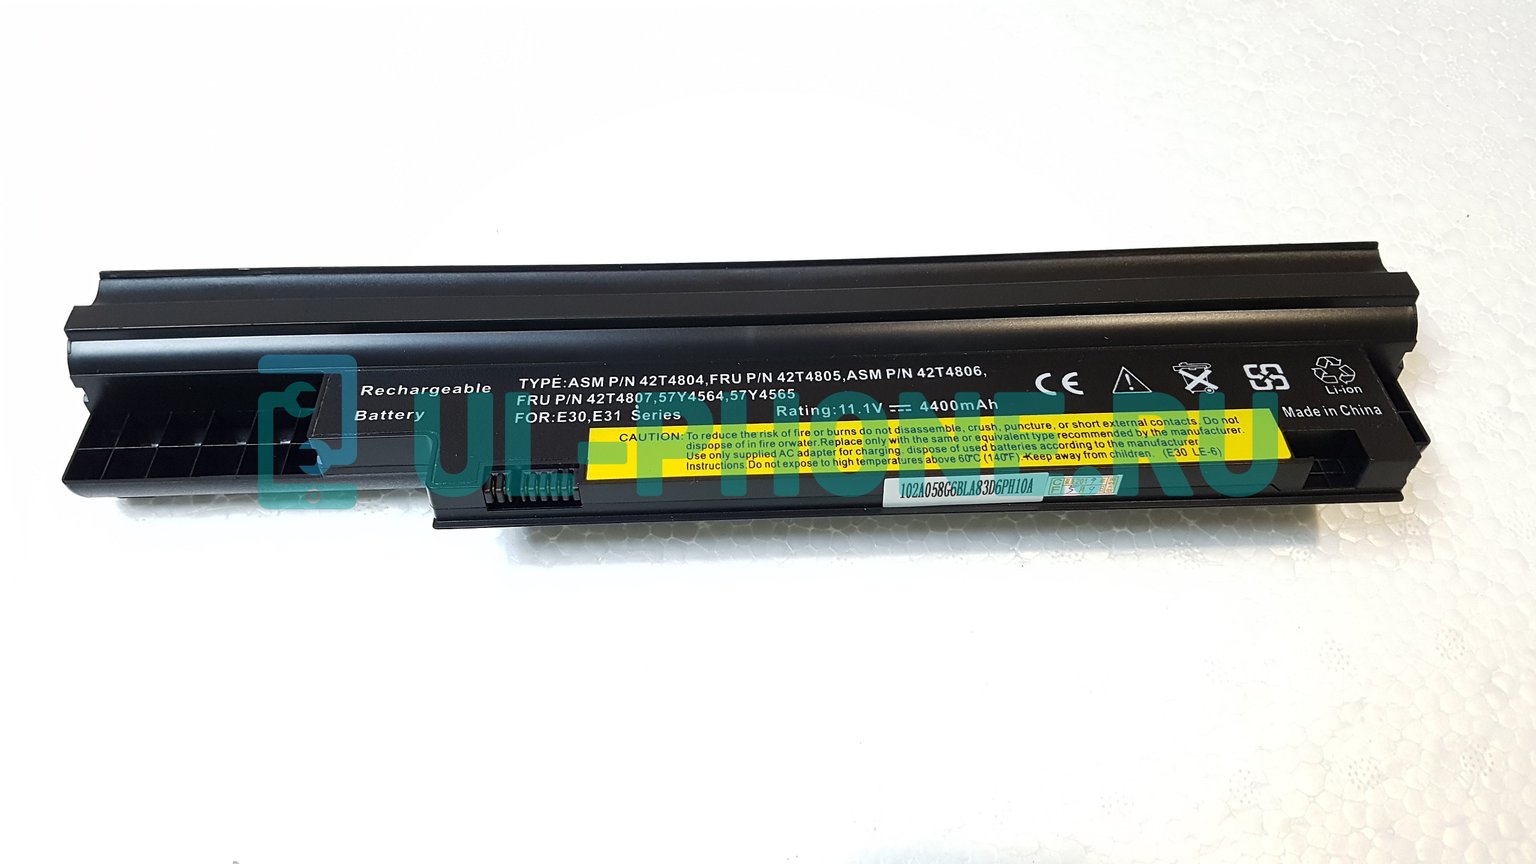 Rechargeable
Battery
TYPE:ASM P/N 42T4804,FRU P/N 42T4805,ASM P/N 42T4806,
FRU P/N 42T4807,57Y4564,57Y4565
FOR:E30,E31 Series
Rating:11.1V 4400mAh
CE
Li-ion
Made in China
CAUTION: To reduce the risk of fire or burns do not disassemble, crush, puncture, or short external contacts. Do not
dispopse of in fire orwater.Replace only with the same or equivalent type recommended by the manufacturer.
Use only supplied AC adapter for charging. dispose of used batteries according to the manufacturer
Instructions.Do not expose to high temperatures above 60℃ (140℉) Keep away from children. (E30 LE-6)
102A058G6BLA83D6PH10A
UI-PHONE.RU